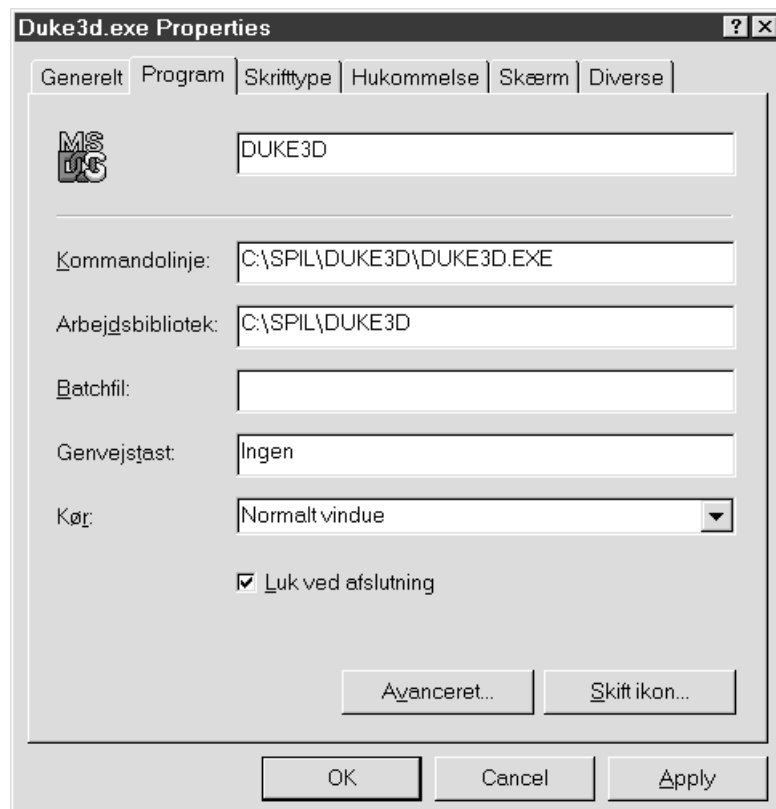 Duke3d.exe Properties
Generelt Program Skrifttype Hukommelse Skærm Diverse
MS
DOS
DUKE3D
Kommandolinje: C:\SPIL\DUKE3D\DUKE3D.EXE
Arbejdsbibliotek: C:\SPIL\DUKE3D
Batchfil:
Genvejstast: Ingen
Kør: Normalt vindue
Luk ved afslutning
Avanceret... Skift ikon...
OK Cancel Apply